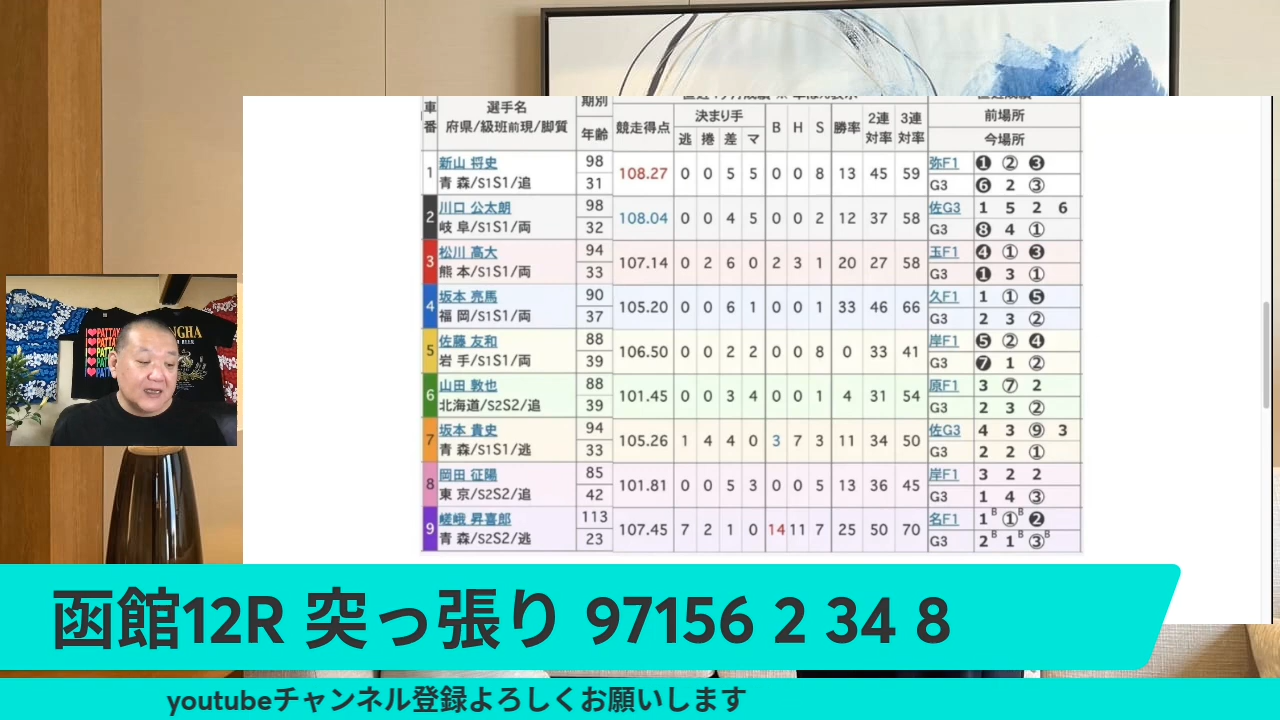 車番 選手名 府県/級班前現/脚質 期別 年齢 競走得点 決まり手 逃 捲 差 マ B H S 勝率 2連対率 3連対率 前場所 今場所
1 新山 将史 98 108.27 0 0 5 5 0 0 8 13 45 59 弥F1 ❶ ② ❸
青 森/S1S1/追 31 G3 ❻ 2 ③
2 川口 公太朗 98 108.04 0 0 4 5 0 0 2 12 37 58 佐G3 1 5 2 6
岐 阜/S1S1/両 32 G3 ❽ 4 ①
3 松川 高大 94 107.14 0 2 6 0 2 3 1 20 27 58 玉F1 ❹ ① ❸
熊 本/S1S1/両 33 G3 ❶ 3 ①
4 坂本 亮馬 90 105.20 0 0 6 1 0 0 1 33 46 66 久F1 1 ① ❺
福 岡/S1S1/両 37 G3 2 3 ②
5 佐藤 友和 88 106.50 0 0 2 2 0 0 8 0 33 41 岸F1 ❺ ② ❹
岩 手/S1S1/両 39 G3 ❼ 1 ②
6 山田 敦也 88 101.45 0 0 3 4 0 0 1 4 31 54 原F1 3 ⑦ 2
北海道/S2S2/追 39 G3 2 3 ②
7 坂本 貴史 94 105.26 1 4 4 0 3 7 3 11 34 50 佐G3 4 3 ⑨ 3
青 森/S1S1/逃 33 G3 2 2 ①
8 岡田 征陽 85 101.81 0 0 5 3 0 0 5 13 36 45 岸F1 3 2 2
東 京/S2S2/追 42 G3 1 4 ③
9 嵯峨 昇喜郎 113 107.45 7 2 1 0 14 11 7 25 50 70 名F1 1B ①B ❷
青 森/S2S2/逃 23 G3 2B 1B ③B
函館12R 突っ張り 97156 2 34 8
youtubeチャンネル登録よろしくお願いします